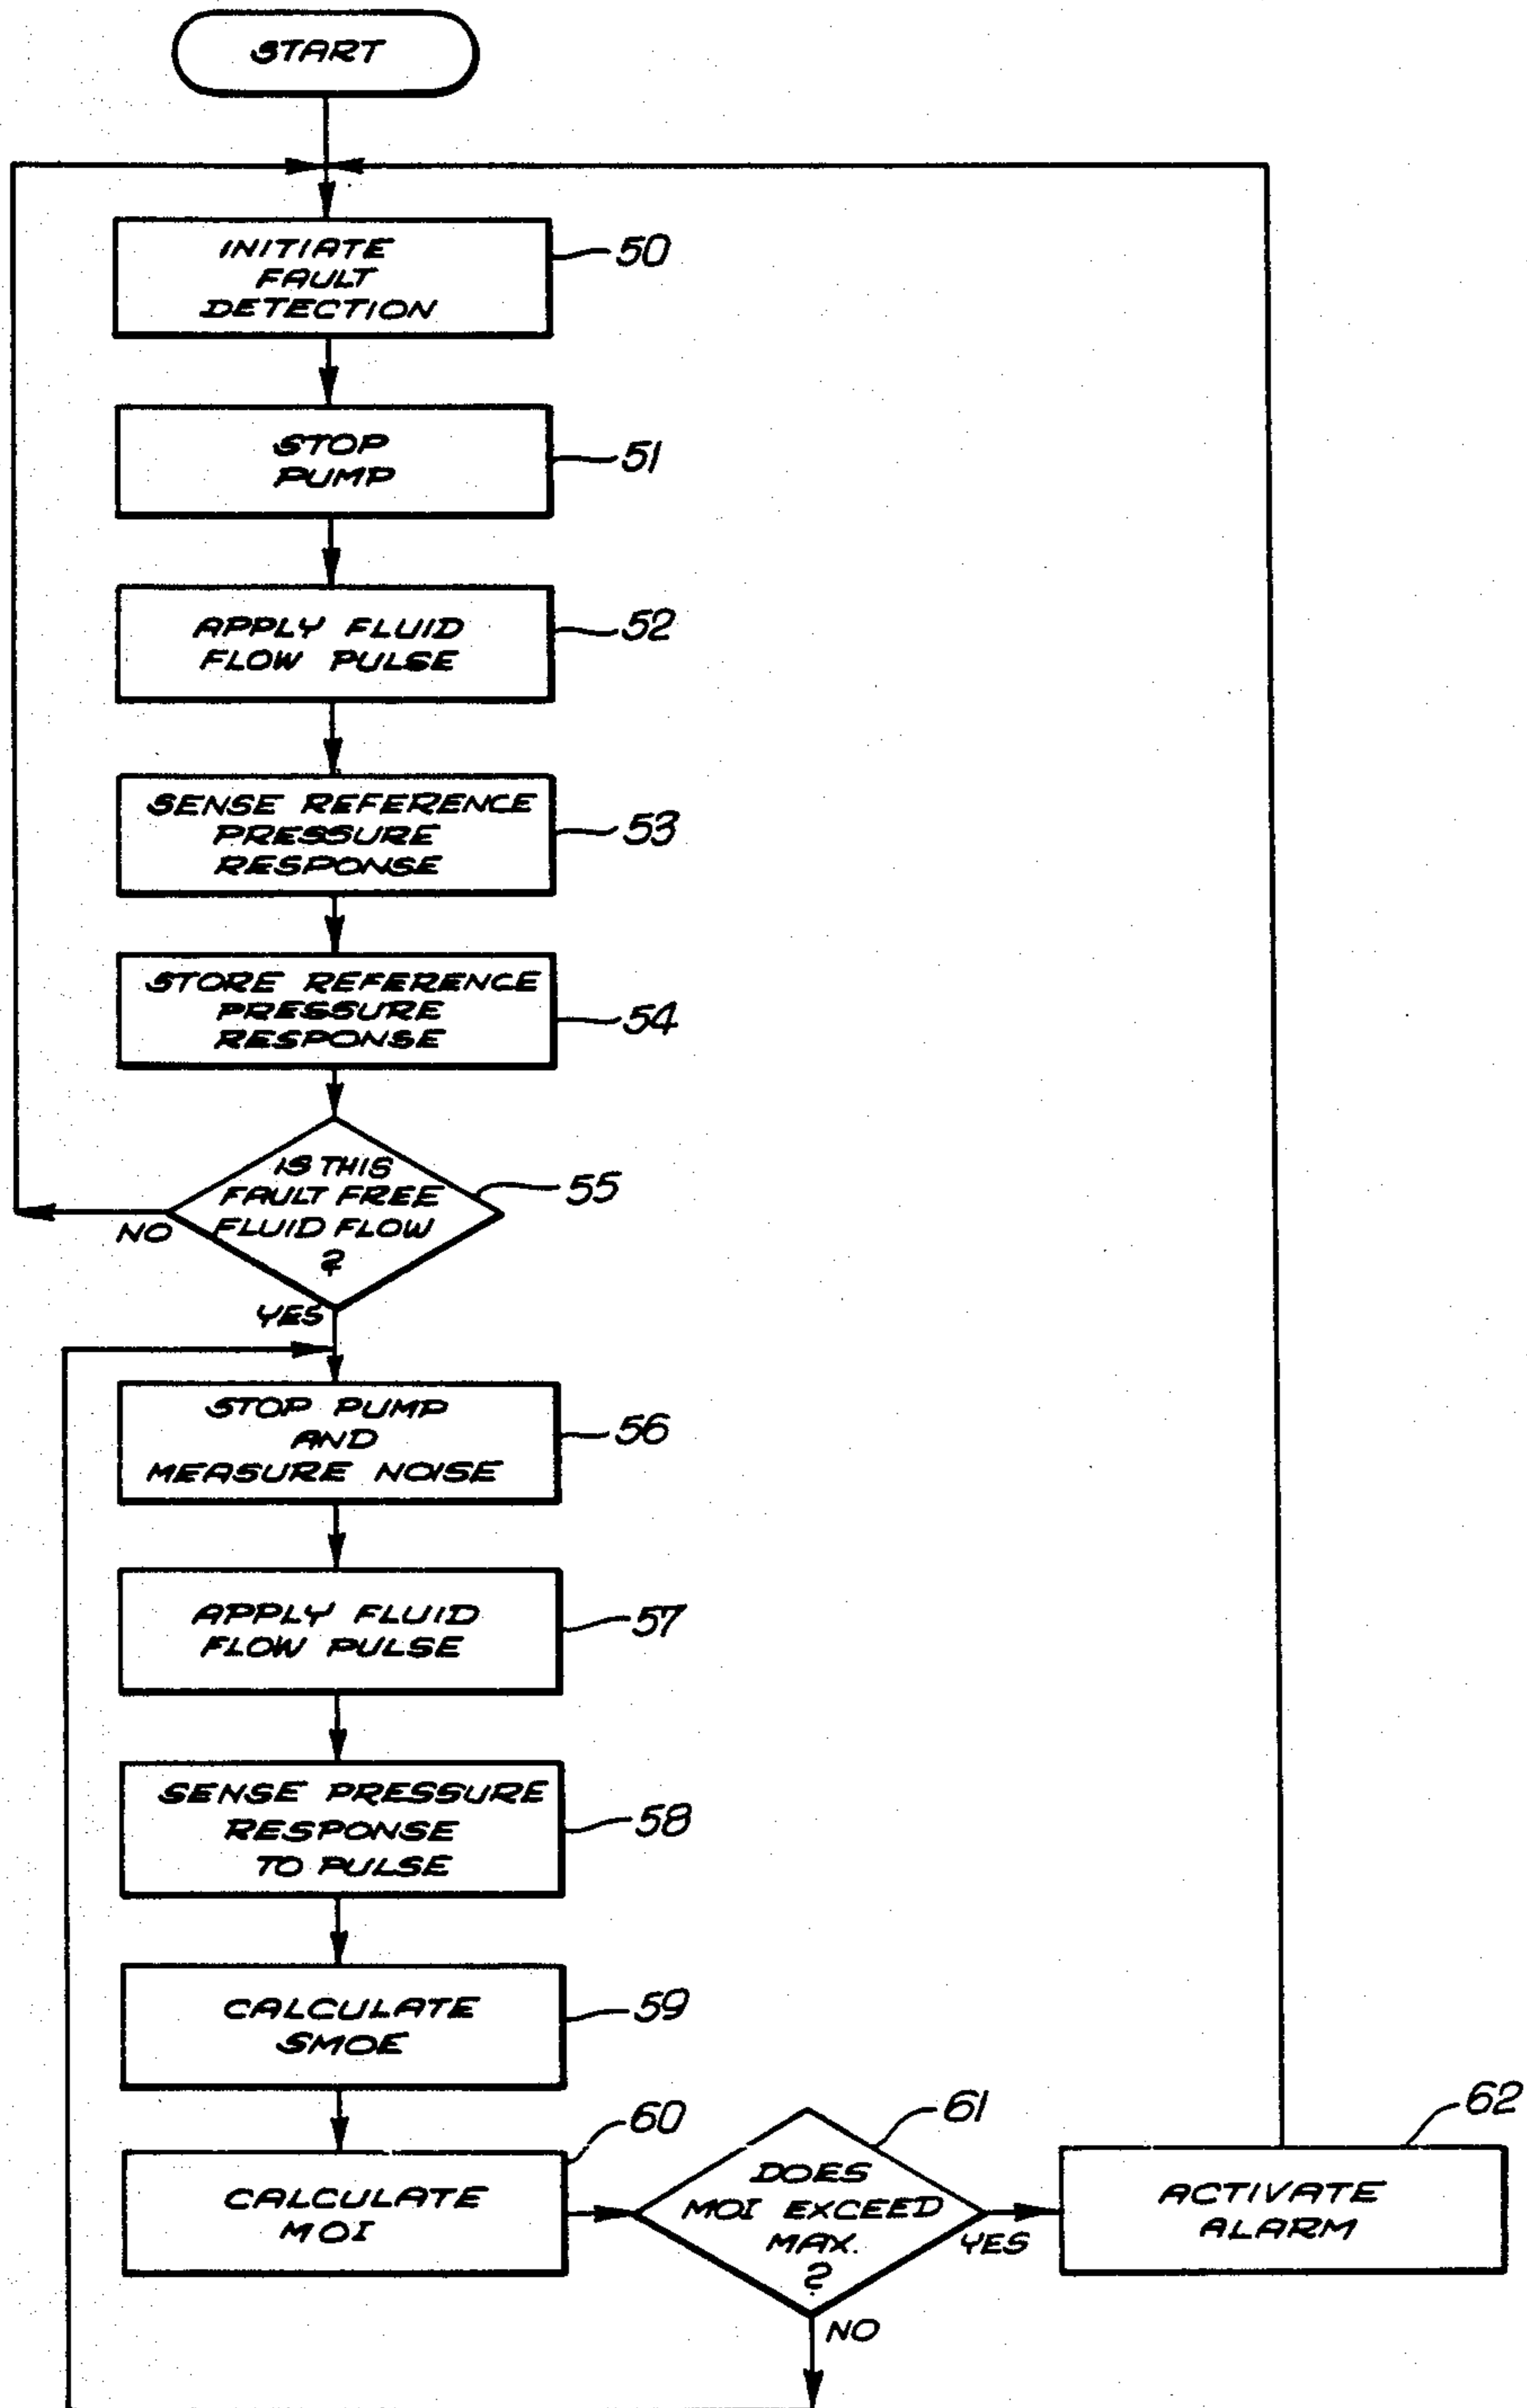 START
INITIATE
FAULT
DETECTION
50
STOP
PUMP
51
APPLY FLUID
FLOW PULSE
52
SENSE REFERENCE
PRESSURE
RESPONSE
53
STORE REFERENCE
PRESSURE
RESPONSE
54
IS THIS
FAULT FREE
FLUID FLOW
?
55
NO
YES
STOP PUMP
AND
MEASURE NOISE
56
APPLY FLUID
FLOW PULSE
57
SENSE PRESSURE
RESPONSE
TO PULSE
58
CALCULATE
SMOE
59
CALCULATE
MOI
60
DOES
MOI EXCEED
MAX.
?
61
YES
NO
ACTIVATE
ALARM
62